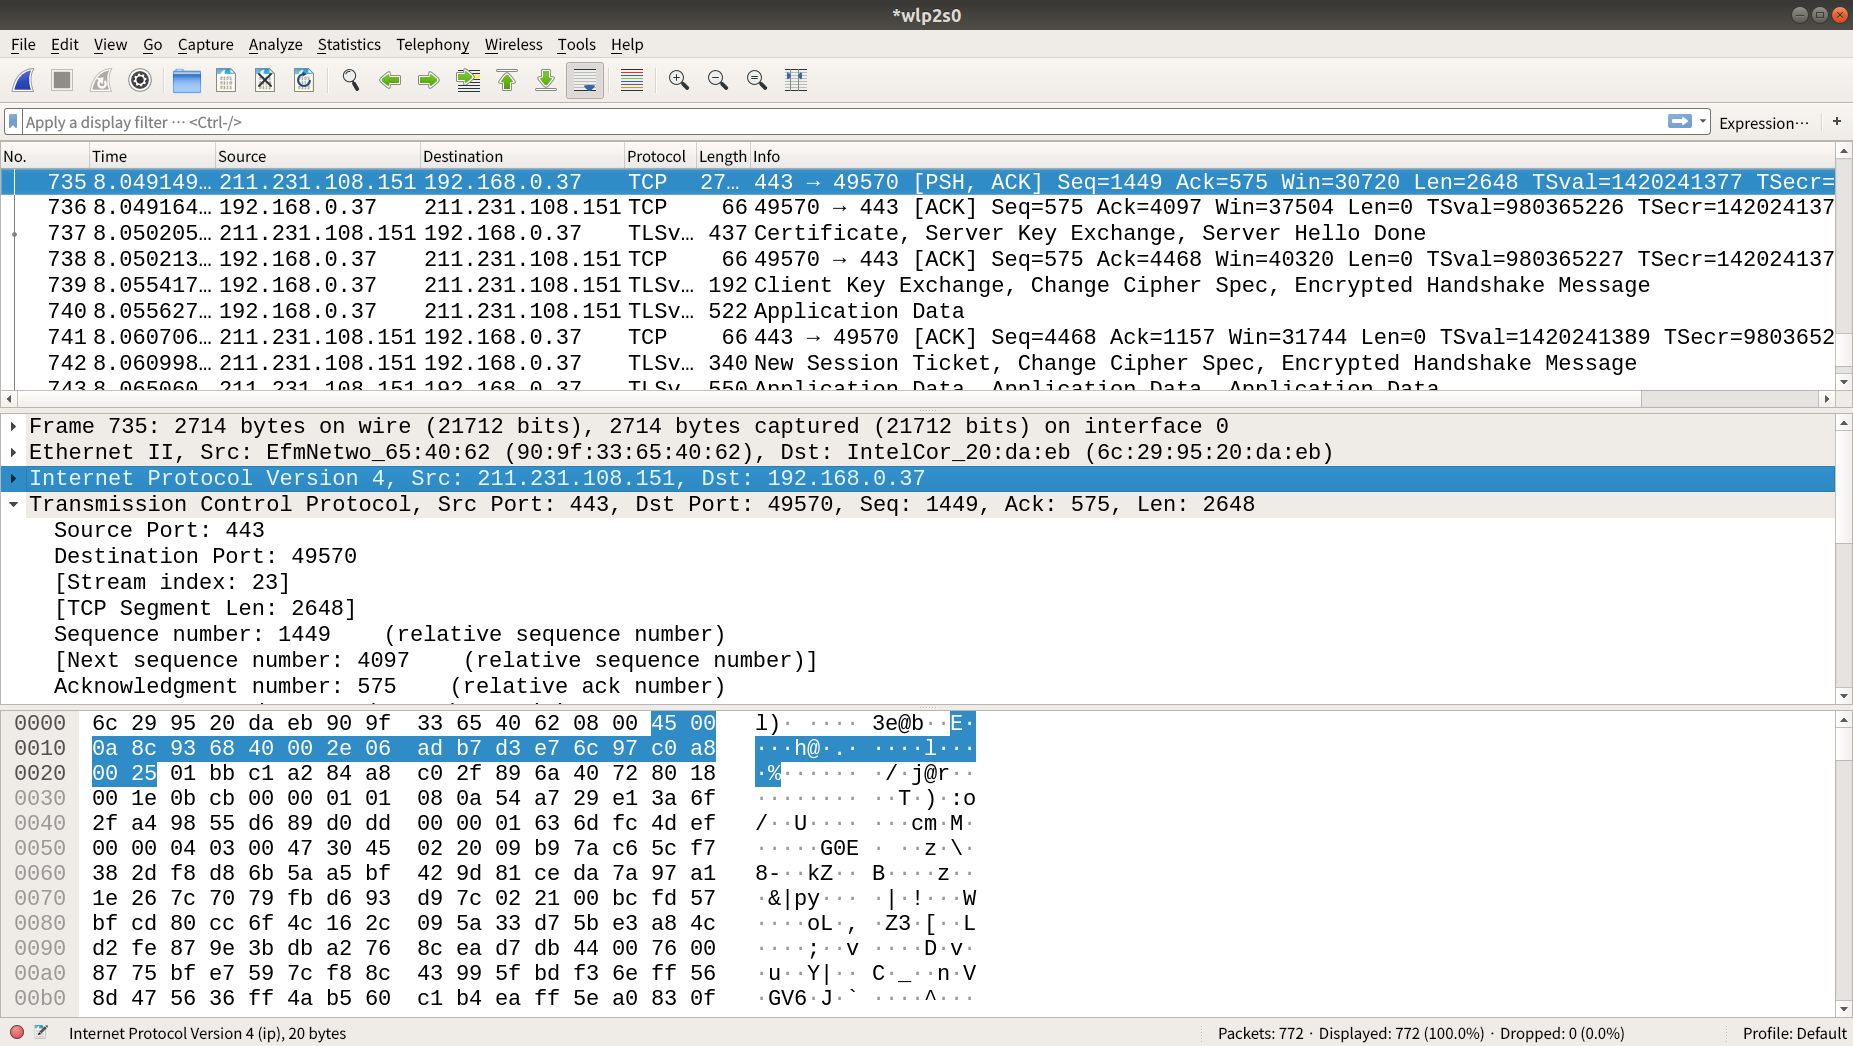 *wlp2s0
File Edit View Go Capture Analyze Statistics Telephony Wireless Tools Help
Apply a display filter ··· <Ctrl-/> Expression··· +
No. Time Source Destination Protocol Length Info
735 8.049149… 211.231.108.151 192.168.0.37 TCP 27… 443 → 49570 [PSH, ACK] Seq=1449 Ack=575 Win=30720 Len=2648 TSval=1420241377 TSecr=
736 8.049164… 192.168.0.37 211.231.108.151 TCP 66 49570 → 443 [ACK] Seq=575 Ack=4097 Win=37504 Len=0 TSval=980365226 TSecr=142024137
737 8.050205… 211.231.108.151 192.168.0.37 TLSv… 437 Certificate, Server Key Exchange, Server Hello Done
738 8.050213… 192.168.0.37 211.231.108.151 TCP 66 49570 → 443 [ACK] Seq=575 Ack=4468 Win=40320 Len=0 TSval=980365227 TSecr=142024137
739 8.055417… 192.168.0.37 211.231.108.151 TLSv… 192 Client Key Exchange, Change Cipher Spec, Encrypted Handshake Message
740 8.055627… 192.168.0.37 211.231.108.151 TLSv… 522 Application Data
741 8.060706… 211.231.108.151 192.168.0.37 TCP 66 443 → 49570 [ACK] Seq=4468 Ack=1157 Win=31744 Len=0 TSval=1420241389 TSecr=9803652
742 8.060998… 211.231.108.151 192.168.0.37 TLSv… 340 New Session Ticket, Change Cipher Spec, Encrypted Handshake Message
743 8.065060… 211.231.108.151 192.168.0.37 TLSv… 550 Application Data, Application Data, Application Data
Frame 735: 2714 bytes on wire (21712 bits), 2714 bytes captured (21712 bits) on interface 0
Ethernet II, Src: EfmNetwo_65:40:62 (90:9f:33:65:40:62), Dst: IntelCor_20:da:eb (6c:29:95:20:da:eb)
Internet Protocol Version 4, Src: 211.231.108.151, Dst: 192.168.0.37
Transmission Control Protocol, Src Port: 443, Dst Port: 49570, Seq: 1449, Ack: 575, Len: 2648
Source Port: 443
Destination Port: 49570
[Stream index: 23]
[TCP Segment Len: 2648]
Sequence number: 1449    (relative sequence number)
[Next sequence number: 4097    (relative sequence number)]
Acknowledgment number: 575    (relative ack number)
0000 6c 29 95 20 da eb 90 9f 33 65 40 62 08 00 45 00 l)· ···· 3e@b··E·
0010 0a 8c 93 68 40 00 2e 06 ad b7 d3 e7 6c 97 c0 a8 ···h@·.· ····l···
0020 00 25 01 bb c1 a2 84 a8 c0 2f 89 6a 40 72 80 18 ·%······ ·/·j@r··
0030 00 1e 0b cb 00 00 01 01 08 0a 54 a7 29 e1 3a 6f ········ ··T·)·:o
0040 2f a4 98 55 d6 89 d0 dd 00 00 01 63 6d fc 4d ef /··U···· ···cm·M·
0050 00 00 04 03 00 47 30 45 02 20 09 b9 7a c6 5c f7 ·····G0E · ··z·\·
0060 38 2d f8 d8 6b 5a a5 bf 42 9d 81 ce da 7a 97 a1 8-··kZ·· B····z··
0070 1e 26 7c 70 79 fb d6 93 d9 7c 02 21 00 bc fd 57 ·&|py··· ·|·!···W
0080 bf cd 80 cc 6f 4c 16 2c 09 5a 33 d7 5b e3 a8 4c ····oL·, ·Z3·[··L
0090 d2 fe 87 9e 3b db a2 76 8c ea d7 db 44 00 76 00 ····;··v ····D·v·
00a0 87 75 bf e7 59 7c f8 8c 43 99 5f bd f3 6e ff 56 ·u··Y|·· C·_··n·V
00b0 8d 47 56 36 ff 4a b5 60 c1 b4 ea ff 5e a0 83 0f ·GV6·J·` ····^···
Internet Protocol Version 4 (ip), 20 bytes Packets: 772 · Displayed: 772 (100.0%) · Dropped: 0 (0.0%) Profile: Default